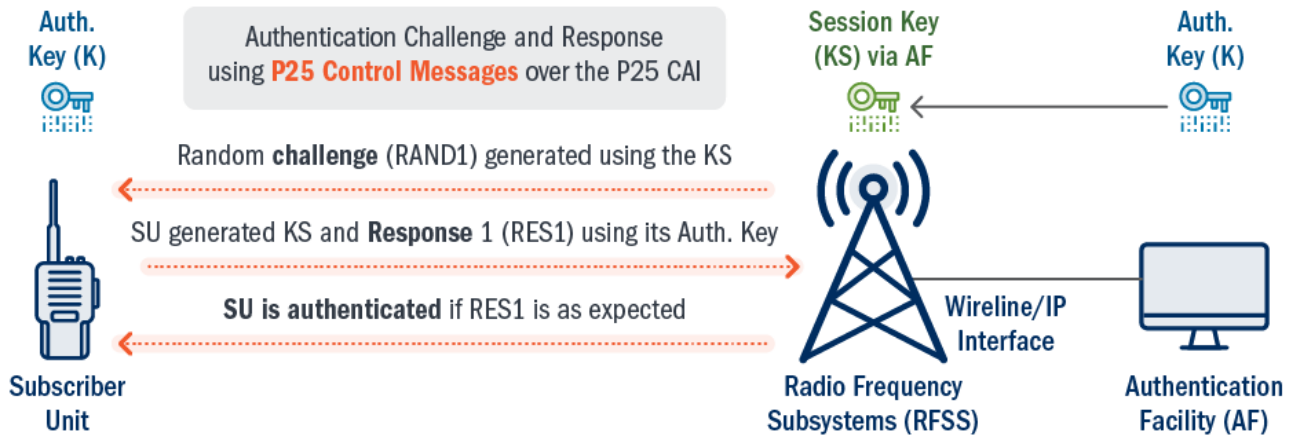 Auth.
Key (K)
Authentication Challenge and Response
using P25 Control Messages over the P25 CAI
Session Key
(KS) via AF
Auth.
Key (K)
Random challenge (RAND1) generated using the KS
SU generated KS and Response 1 (RES1) using its Auth. Key
SU is authenticated if RES1 is as expected
Wireline/IP
Interface
Subscriber
Unit
Radio Frequency
Subsystems (RFSS)
Authentication
Facility (AF)